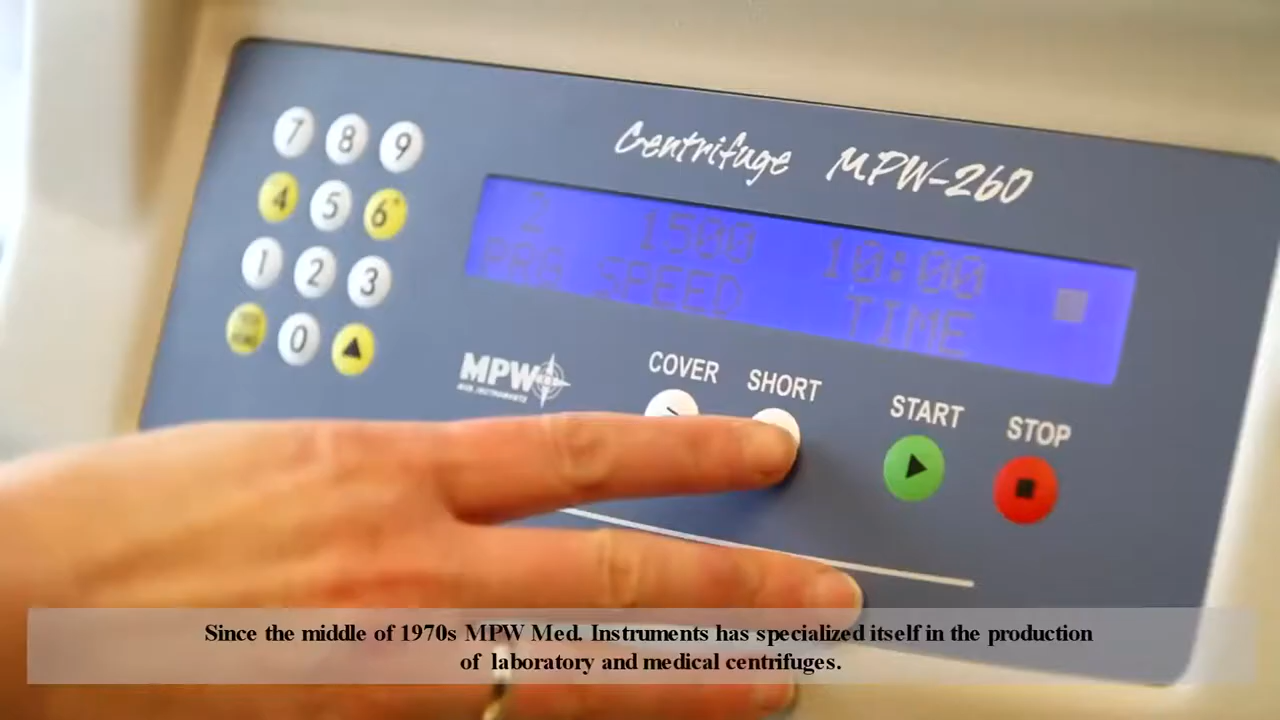 Centrifuge MPW-260
7 8 9
4 5 6
1 2 3
0
2 1500 10:00
SPEED TIME
MPW
MED. INSTRUMENTS
COVER SHORT START STOP
Since the middle of 1970s MPW Med. Instruments has specialized itself in the production
of laboratory and medical centrifuges.